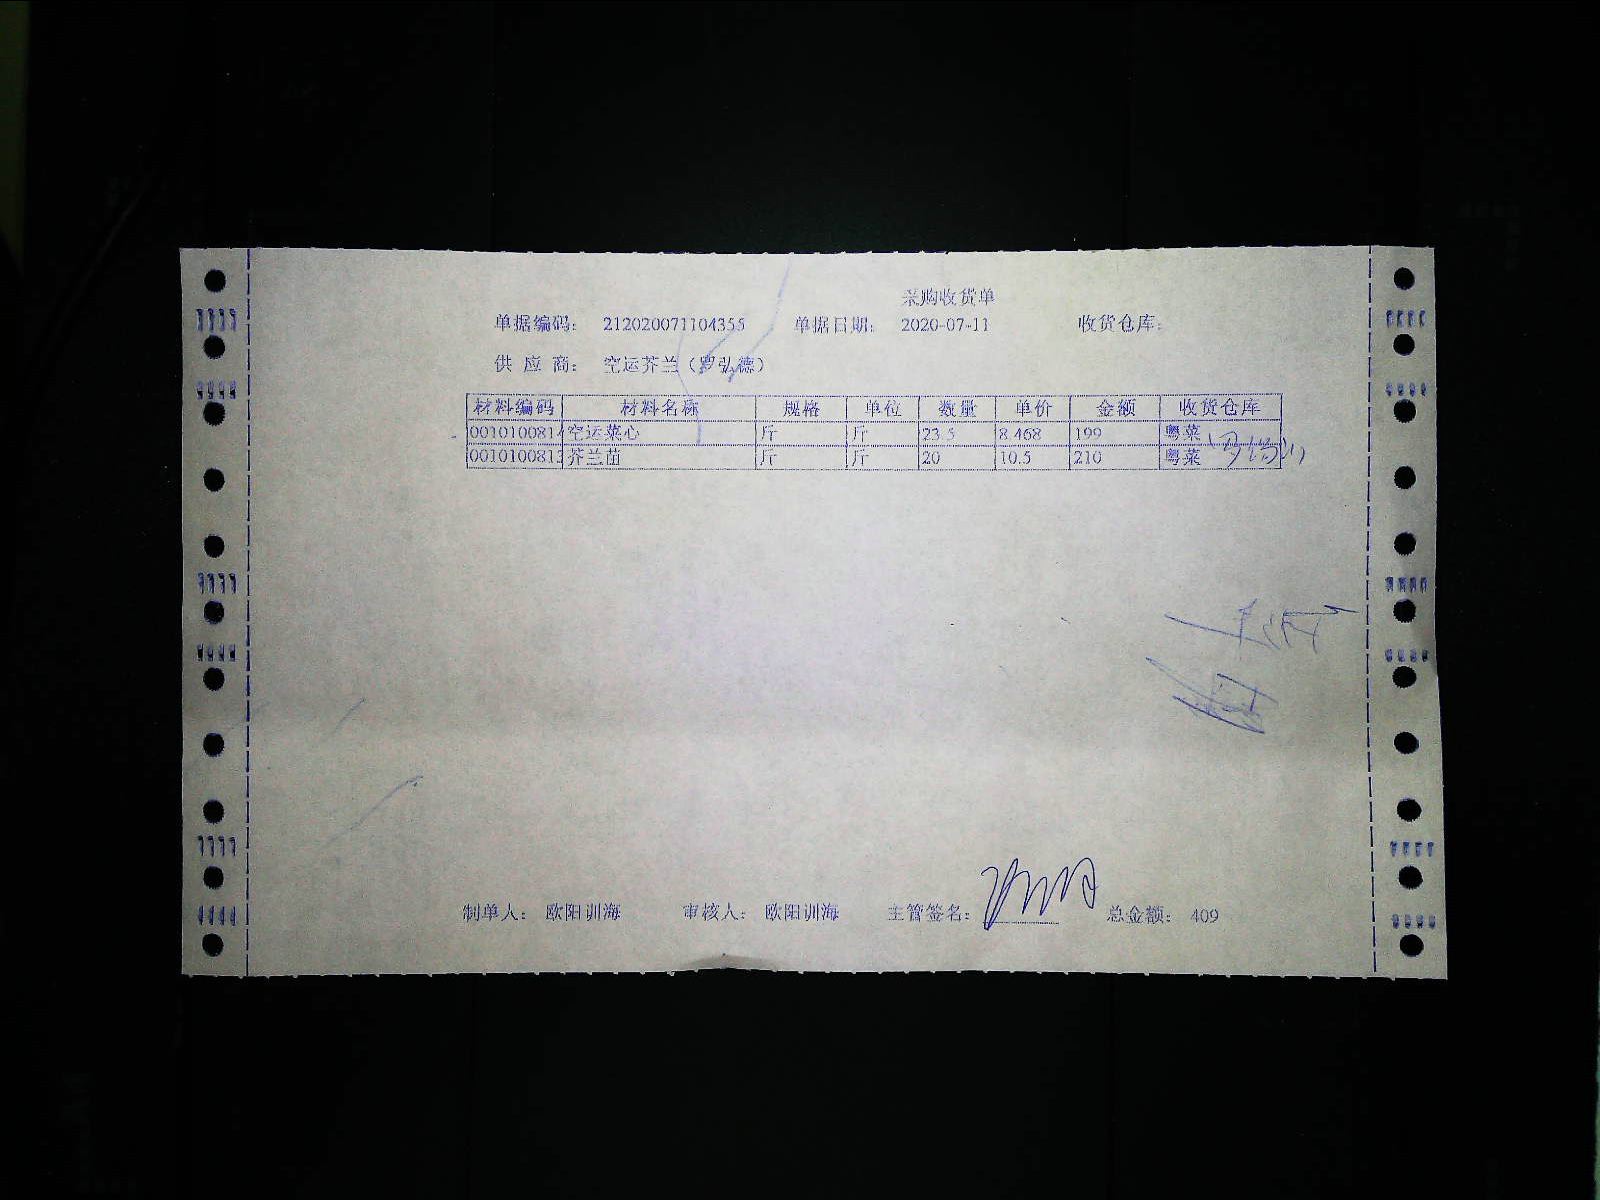 采购收货单
单据编码： 212020071104355 单据日期： 2020-07-11 收货仓库：
供 应 商： 空运芥兰（罗弘德）
材料编码 材料名称 规格 单位 数量 单价 金额 收货仓库
0010100814 空运菜心 斤 斤 23.5 8.468 199 粤菜
0010100813 芥兰苗 斤 斤 20 10.5 210 粤菜
制单人： 欧阳训海 审核人： 欧阳训海 主管签名： 总金额： 409